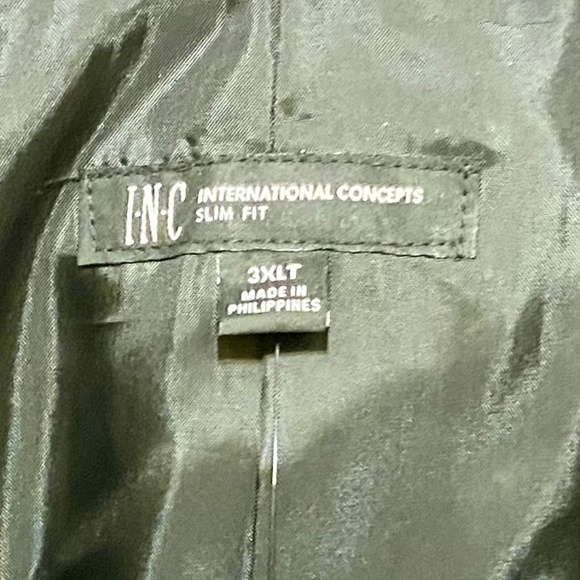 I·N·C INTERNATIONAL CONCEPTS
SLIM FIT
3XLT
MADE IN
PHILIPPINES